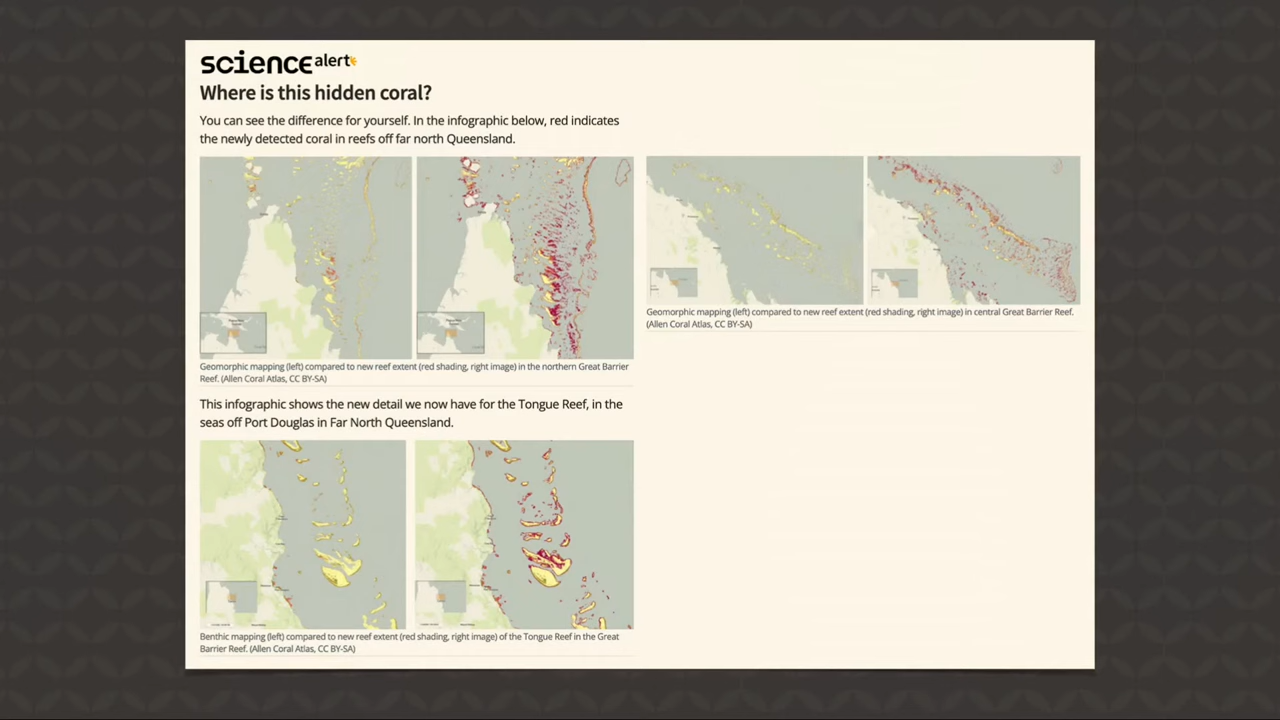 science alert
Where is this hidden coral?
You can see the difference for yourself. In the infographic below, red indicates
the newly detected coral in reefs off far north Queensland.
Geomorphic mapping (left) compared to new reef extent (red shading, right image) in the northern Great Barrier
Reef. (Allen Coral Atlas, CC BY-SA)
This infographic shows the new detail we now have for the Tongue Reef, in the
seas off Port Douglas in Far North Queensland.
Benthic mapping (left) compared to new reef extent (red shading, right image) of the Tongue Reef in the Great
Barrier Reef. (Allen Coral Atlas, CC BY-SA)
Geomorphic mapping (left) compared to new reef extent (red shading, right image) in central Great Barrier Reef.
(Allen Coral Atlas, CC BY-SA)